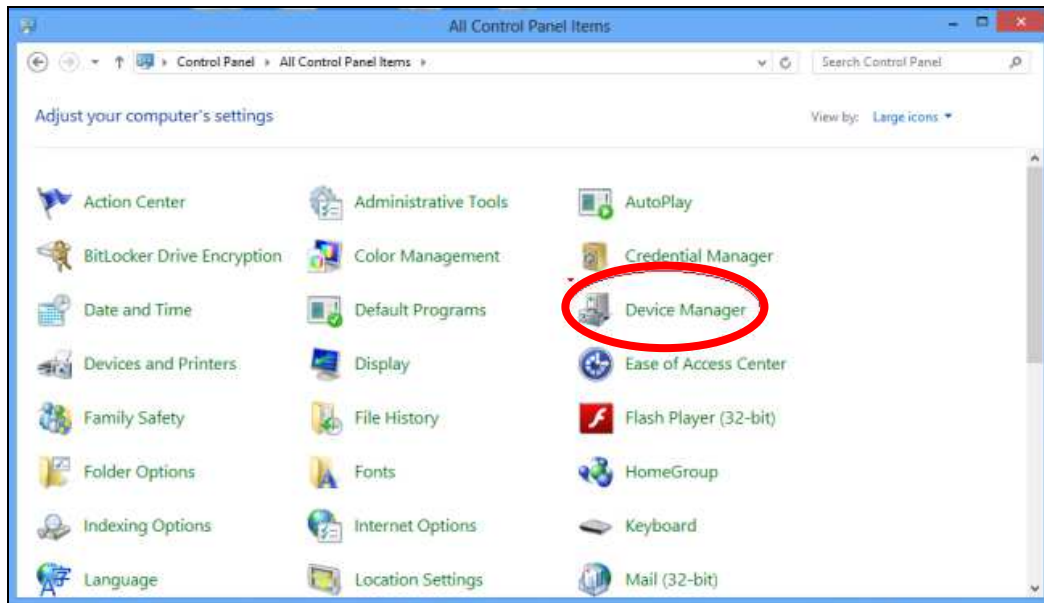 All Control Panel Items
Control Panel All Control Panel Items Search Control Panel
Adjust your computer's settings View by: Large icons
Action Center Administrative Tools AutoPlay
BitLocker Drive Encryption Color Management Credential Manager
Date and Time Default Programs Device Manager
Devices and Printers Display Ease of Access Center
Family Safety File History Flash Player (32-bit)
Folder Options Fonts HomeGroup
Indexing Options Internet Options Keyboard
Language Location Settings Mail (32-bit)